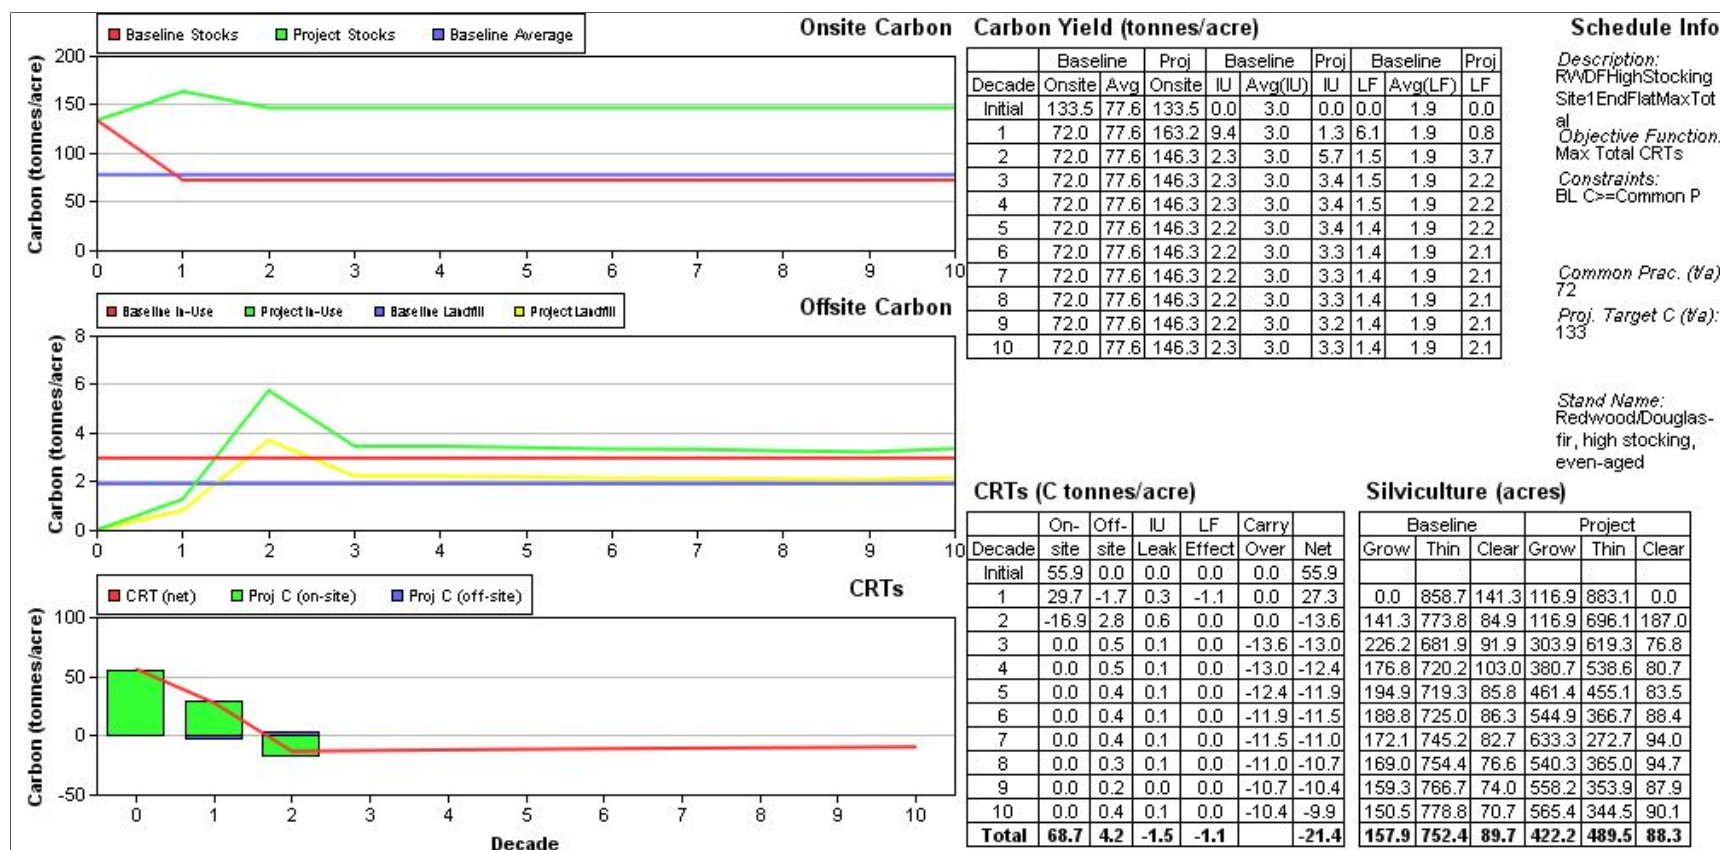 Baseline Stocks Project Stocks Baseline Average
Onsite Carbon
Carbon (tonnes/acre)
200
150
100
50
0
0 1 2 3 4 5 6 7 8 9 10
Baseline In-Use Project In-Use Baseline Landfill Project Landfill
Offsite Carbon
Carbon (tonnes/acre)
8
6
4
2
0
0 1 2 3 4 5 6 7 8 9 10
CRT (net) Proj C (on-site) Proj C (off-site)
CRTs
Carbon (tonnes/acre)
100
50
0
-50
0 1 2 3 4 5 6 7 8 9 10
Decade
Carbon Yield (tonnes/acre)
Baseline Proj Baseline Proj Baseline Proj
Decade Onsite Avg Onsite IU Avg(IU) IU LF Avg(LF) LF
Initial 133.5 77.6 133.5 0.0 3.0 0.0 0.0 1.9 0.0
1 72.0 77.6 163.2 9.4 3.0 1.3 6.1 1.9 0.8
2 72.0 77.6 146.3 2.3 3.0 5.7 1.5 1.9 3.7
3 72.0 77.6 146.3 2.3 3.0 3.4 1.5 1.9 2.2
4 72.0 77.6 146.3 2.3 3.0 3.4 1.5 1.9 2.2
5 72.0 77.6 146.3 2.2 3.0 3.4 1.4 1.9 2.2
6 72.0 77.6 146.3 2.2 3.0 3.3 1.4 1.9 2.1
7 72.0 77.6 146.3 2.2 3.0 3.3 1.4 1.9 2.1
8 72.0 77.6 146.3 2.2 3.0 3.3 1.4 1.9 2.1
9 72.0 77.6 146.3 2.2 3.0 3.2 1.4 1.9 2.1
10 72.0 77.6 146.3 2.3 3.0 3.3 1.4 1.9 2.1
Schedule Info
Description:
RWDFHighStocking
Site1EndFlatMaxTot
al
Objective Function:
Max Total CRTs
Constraints:
BL C>=Common P
Common Prac. (t/a)
72
Proj. Target C (t/a):
133
Stand Name:
Redwood/Douglas-
fir, high stocking,
even-aged
CRTs (C tonnes/acre)
On- Off- IU LF Carry
Decade site site Leak Effect Over Net
Initial 55.9 0.0 0.0 0.0 0.0 55.9
1 29.7 -1.7 0.3 -1.1 0.0 27.3
2 -16.9 2.8 0.6 0.0 0.0 -13.6
3 0.0 0.5 0.1 0.0 -13.6 -13.0
4 0.0 0.5 0.1 0.0 -13.0 -12.4
5 0.0 0.4 0.1 0.0 -12.4 -11.9
6 0.0 0.4 0.1 0.0 -11.9 -11.5
7 0.0 0.4 0.1 0.0 -11.5 -11.0
8 0.0 0.3 0.1 0.0 -11.0 -10.7
9 0.0 0.2 0.0 0.0 -10.7 -10.4
10 0.0 0.4 0.1 0.0 -10.4 -9.9
Total 68.7 4.2 -1.5 -1.1 -21.4
Silviculture (acres)
Baseline Project
Grow Thin Clear Grow Thin Clear
0.0 858.7 141.3 116.9 883.1 0.0
141.3 773.8 84.9 116.9 696.1 187.0
226.2 681.9 91.9 303.9 619.3 76.8
176.8 720.2 103.0 380.7 538.6 80.7
194.9 719.3 85.8 461.4 455.1 83.5
188.8 725.0 86.3 544.9 366.7 88.4
172.1 745.2 82.7 633.3 272.7 94.0
169.0 754.4 76.6 540.3 365.0 94.7
159.3 766.7 74.0 558.2 353.9 87.9
150.5 778.8 70.7 565.4 344.5 90.1
157.9 752.4 89.7 422.2 489.5 88.3